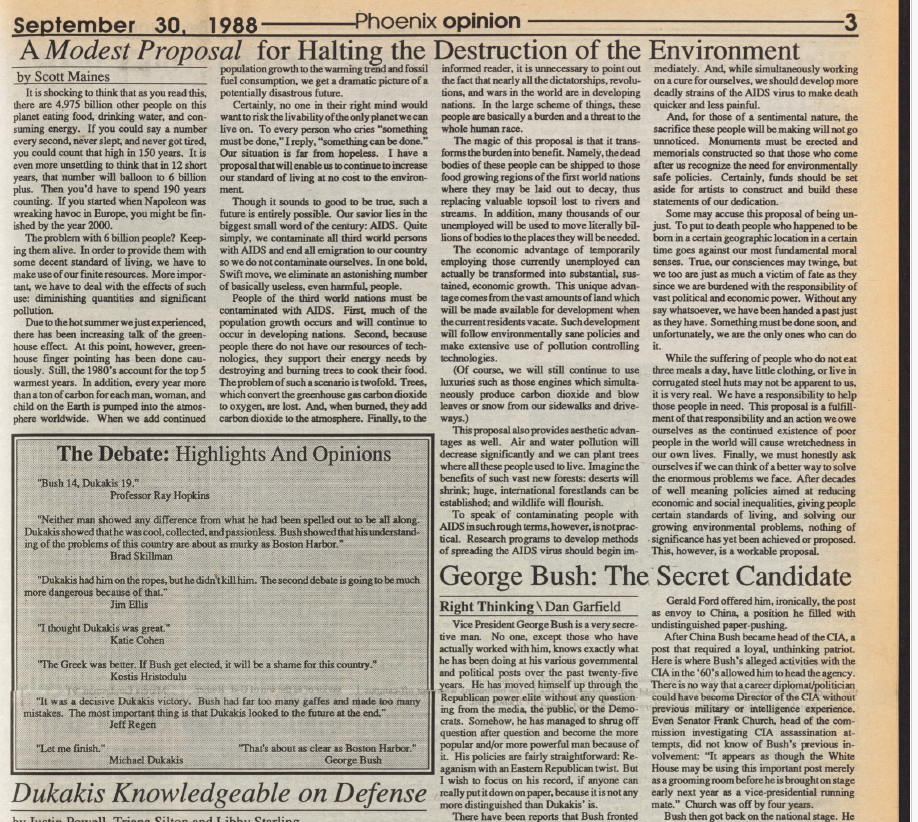 September 30, 1988
Phoenix opinion
3
A Modest Proposal for Halting the Destruction of the Environment
by Scott Maines
It is shocking to think that as you read this,
there are 4.975 billion other people on this
planet eating food, drinking water, and con-
suming energy. If you could say a number
every second, never slept, and never got tired,
you could count that high in 150 years. It is
even more unsettling to think that in 12 short
years, that number will balloon to 6 billion
plus. Then you'd have to spend 190 years
counting. If you started when Napoleon was
wreaking havoc in Europe, you might be fin-
ished by the year 2000.
The problem with 6 billion people? Keep-
ing them alive. In order to provide them with
some decent standard of living, we have to
make use of our finite resources. More impor-
tant, we have to deal with the effects of such
use: diminishing quantities and significant
pollution.
Due to the hot summer we just experienced,
there has been increasing talk of the green-
house effect. At this point, however, green-
house finger pointing has been done cau-
tiously. Still, the 1980's account for the top 5
warmest years. In addition, every year more
than a ton of carbon for each man, woman, and
child on the Earth is pumped into the atmos-
phere worldwide. When we add continued
population growth to the warming trend and fossil
fuel consumption, we get a dramatic picture of a
potentially disastrous future.
Certainly, no one in their right mind would
want to risk the livability of the only planet we can
live on. To every person who cries "something
must be done," I reply, "something can be done."
Our situation is far from hopeless. I have a
proposal that will enable us to continue to increase
our standard of living at no cost to the environ-
ment.
Though it sounds to good to be true, such a
future is entirely possible. Our savior lies in the
biggest small word of the century: AIDS. Quite
simply, we contaminate all third world persons
with AIDS and end all emigration to our country
so we do not contaminate ourselves. In one bold,
Swift move, we eliminate an astonishing number
of basically useless, even harmful, people.
People of the third world nations must be
contaminated with AIDS. First, much of the
population growth occurs and will continue to
occur in developing nations. Second, because
people there do not have our resources of tech-
nologies, they support their energy needs by
destroying and burning trees to cook their food.
The problem of such a scenario is twofold. Trees,
which convert the greenhouse gas carbon dioxide
to oxygen, are lost. And, when burned, they add
carbon dioxide to the atmosphere. Finally, to the
informed reader, it is unnecessary to point out
the fact that nearly all the dictatorships, revolu-
tions, and wars in the world are in developing
nations. In the large scheme of things, these
people are basically a burden and a threat to the
whole human race.
The magic of this proposal is that it trans-
forms the burden into benefit. Namely, the dead
bodies of these people can be shipped to those
food growing regions of the first world nations
where they may be laid out to decay, thus
replacing valuable topsoil lost to rivers and
streams. In addition, many thousands of our
unemployed will be used to move literally bil-
lions of bodies to the places they will be needed.
The economic advantage of temporarily
employing those currently unemployed can
actually be transformed into substantial, sus-
tained, economic growth. This unique advan-
tage comes from the vast amounts of land which
will be made available for development when
the current residents vacate. Such development
will follow environmentally sane policies and
make extensive use of pollution controlling
technologies.
(Of course, we will still continue to use
luxuries such as those engines which simulta-
neously produce carbon dioxide and blow
leaves or snow from our sidewalks and drive-
ways.)
This proposal also provides aesthetic advan-
tages as well. Air and water pollution will
decrease significantly and we can plant trees
where all these people used to live. Imagine the
benefits of such vast new forests: deserts will
shrink; huge, international forestlands can be
established; and wildlife will flourish.
To speak of contaminating people with
AIDS in such rough terms, however, is not prac-
tical. Research programs to develop methods
of spreading the AIDS virus should begin im-
mediately. And, while simultaneously working
on a cure for ourselves, we should develop more
deadly strains of the AIDS virus to make death
quicker and less painful.
And, for those of a sentimental nature, the
sacrifice these people will be making will not go
unnoticed. Monuments must be erected and
memorials constructed so that those who come
after us recognize the need for environmentally
safe policies. Certainly, funds should be set
aside for artists to construct and build these
statements of our dedication.
Some may accuse this proposal of being un-
just. To put to death people who happened to be
born in a certain geographic location in a certain
time goes against our most fundamental moral
senses. True, our consciences may twinge, but
we too are just as much a victim of fate as they
since we are burdened with the responsibility of
vast political and economic power. Without any
say whatsoever, we have been handed a past just
as they have. Something must be done soon, and
unfortunately, we are the only ones who can do
it.
While the suffering of people who do not eat
three meals a day, have little clothing, or live in
corrugated steel huts may not be apparent to us,
it is very real. We have a responsibility to help
those people in need. This proposal is a fulfill-
ment of that responsibility and an action we owe
ourselves as the continued existence of poor
people in the world will cause wretchedness in
our own lives. Finally, we must honestly ask
ourselves if we can think of a better way to solve
the enormous problems we face. After decades
of well meaning policies aimed at reducing
economic and social inequalities, giving people
certain standards of living, and solving our
growing environmental problems, nothing of
significance has yet been achieved or proposed.
This, however, is a workable proposal.
The Debate: Highlights And Opinions
"Bush 14, Dukakis 19."
Professor Ray Hopkins
"Neither man showed any difference from what he had been spelled out to be all along.
Dukakis showed that he was cool, collected, and passionless. Bush showed that his understand-
ing of the problems of this country are about as murky as Boston Harbor."
Brad Skillman
"Dukakis had him on the ropes, but he didn't kill him. The second debate is going to be much
more dangerous because of that."
Jim Ellis
"I thought Dukakis was great."
Katie Cohen
"The Greek was better. If Bush get elected, it will be a shame for this country."
Kostis Hristodulu
"It was a decisive Dukakis victory. Bush had far too many gaffes and made too many
mistakes. The most important thing is that Dukakis looked to the future at the end."
Jeff Regen
"Let me finish."
Michael Dukakis
"That's about as clear as Boston Harbor."
George Bush
Dukakis Knowledgeable on Defense
by Justin Powell, Triana Silton and Libby Starling
George Bush: The Secret Candidate
Right Thinking \ Dan Garfield
Vice President George Bush is a very secre-
tive man. No one, except those who have
actually worked with him, knows exactly what
he has been doing at his various governmental
and political posts over the past twenty-five
years. He has moved himself up through the
Republican power elite without any question-
ing from the media, the public, or the Demo-
crats. Somehow, he has managed to shrug off
question after question and become the more
popular and/or more powerful man because of
it. His policies are fairly straightforward: Re-
aganism with an Eastern Republican twist. But
I wish to focus on his record, if anyone can
really put it down on paper, because it is not any
more distinguished than Dukakis' is.
There have been reports that Bush fronted
Gerald Ford offered him, ironically, the post
as envoy to China, a position he filled with
undistinguished paper-pushing.
After China Bush became head of the CIA, a
post that required a loyal, unthinking patriot.
Here is where Bush's alleged activities with the
CIA in the '60's allowed him to head the agency.
There is no way that a career diplomat/politician
could have become Director of the CIA without
previous military or intelligence experience.
Even Senator Frank Church, head of the com-
mission investigating CIA assassination at-
tempts, did not know of Bush's previous in-
volvement: "It appears as though the White
House may be using this important post merely
as a grooming room before he is brought on stage
early next year as a vice-presidential running
mate." Church was off by four years.
Bush then got back on the national stage. He